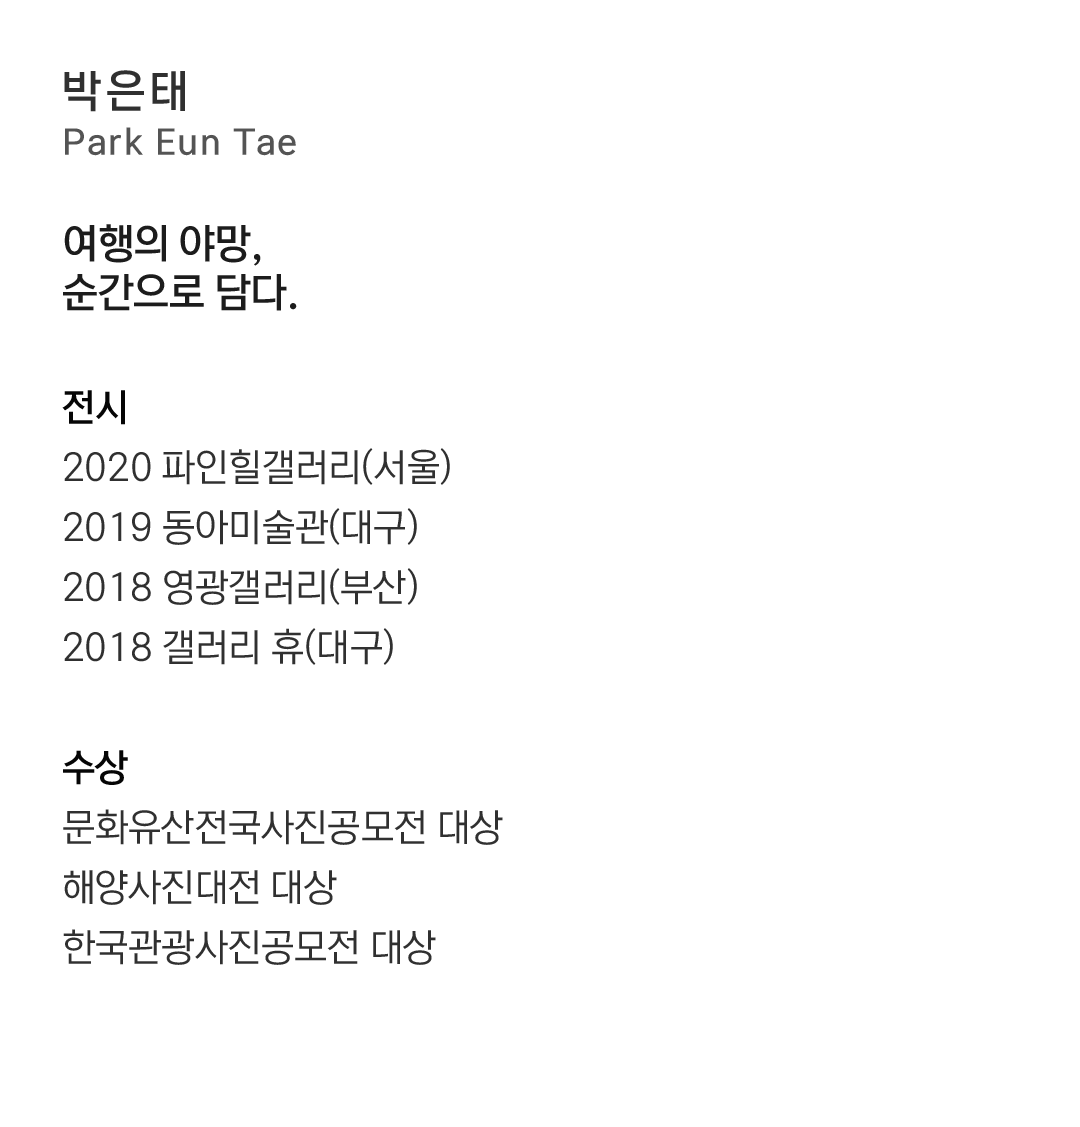 박은태
Park Eun Tae
여행의 야망,
순간으로 담다.
전시
2020 파인힐갤러리(서울)
2019 동아미술관(대구)
2018 영광갤러리(부산)
2018 갤러리 휴(대구)
수상
문화유산전국사진공모전 대상
해양사진대전 대상
한국관광사진공모전 대상